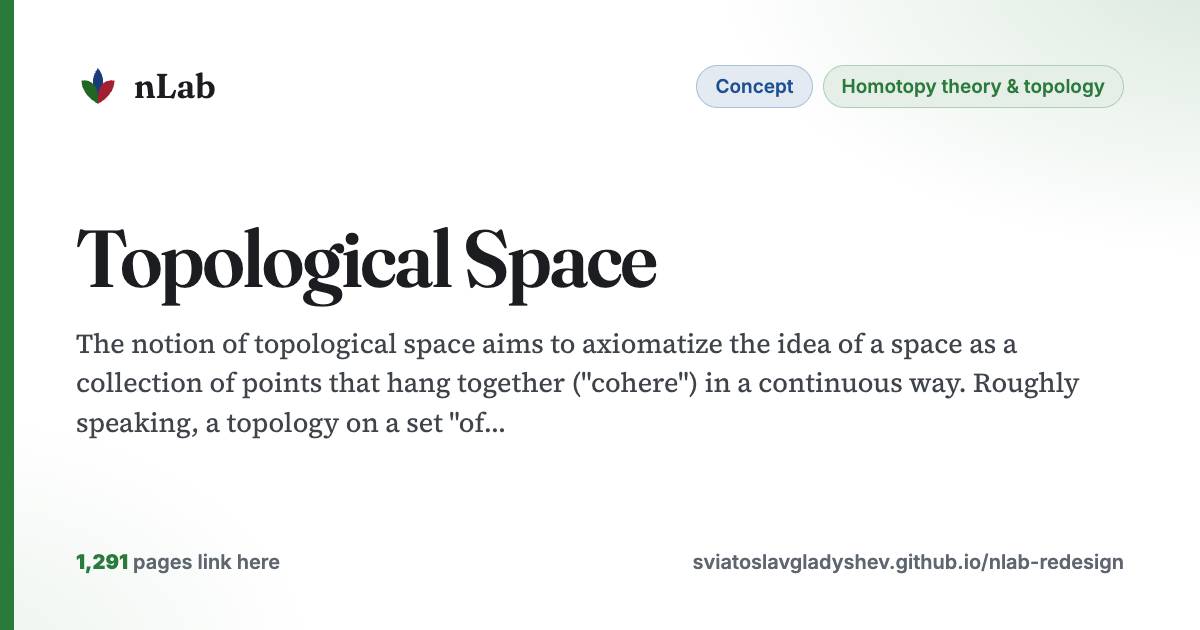 nLab
Concept
Homotopy theory & topology
Topological Space
The notion of topological space aims to axiomatize the idea of a space as a
collection of points that hang together ("cohere") in a continuous way. Roughly
speaking, a topology on a set "of...
1,291 pages link here
sviatoslavgladyshev.github.io/nlab-redesign